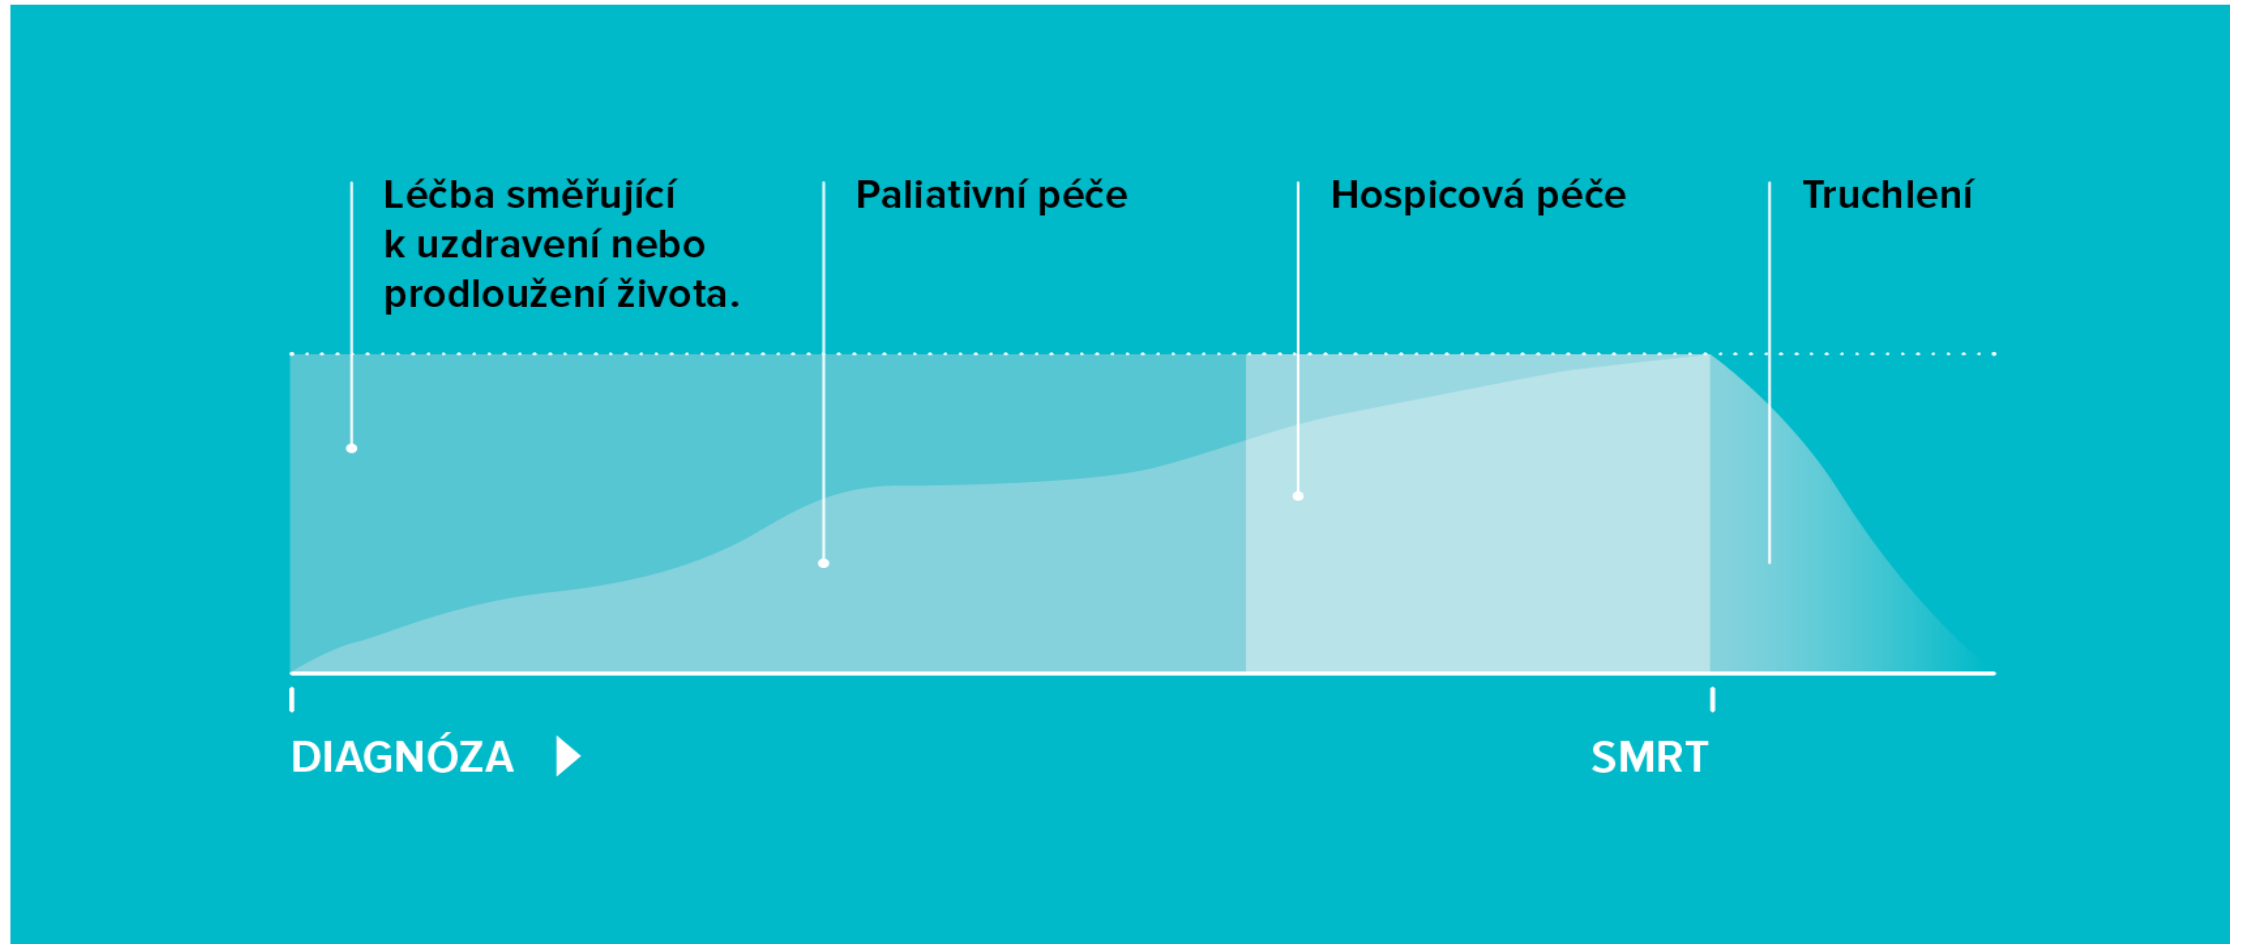 Léčba směřující
k uzdravení nebo
prodloužení života.
Paliativní péče
Hospicová péče
Truchlení
DIAGNÓZA
SMRT